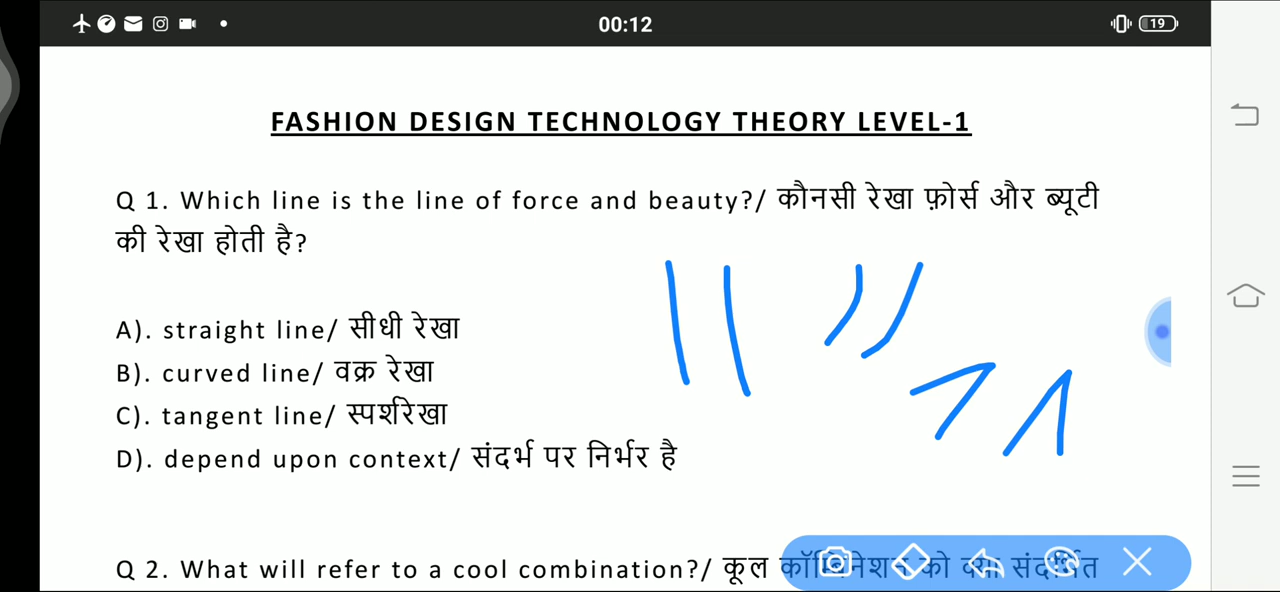 00:12
19
FASHION DESIGN TECHNOLOGY THEORY LEVEL-1
Q 1. Which line is the line of force and beauty?/ कौनसी रेखा फ़ोर्स और ब्यूटी
की रेखा होती है?
A). straight line/ सीधी रेखा
B). curved line/ वक्र रेखा
C). tangent line/ स्पर्शरेखा
D). depend upon context/ संदर्भ पर निर्भर है
Q 2. What will refer to a cool combination?/ कूल कॉम्बिनेशन को क्या संदर्भित